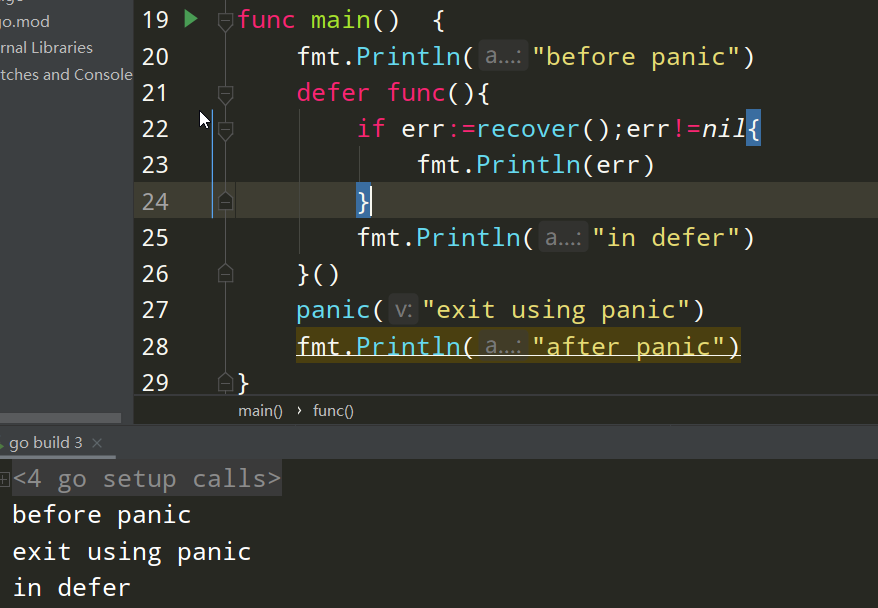 go.mod
rnal Libraries
tches and Console
19 func main() {
20 fmt.Println( a...: "before panic")
21 defer func(){
22 if err:=recover();err!=nil{
23 fmt.Println(err)
24 }
25 fmt.Println( a...: "in defer")
26 }()
27 panic( v: "exit using panic")
28 fmt.Println( a...: "after panic")
29 }
main() › func()
go build 3 ×
<4 go setup calls>
before panic
exit using panic
in defer